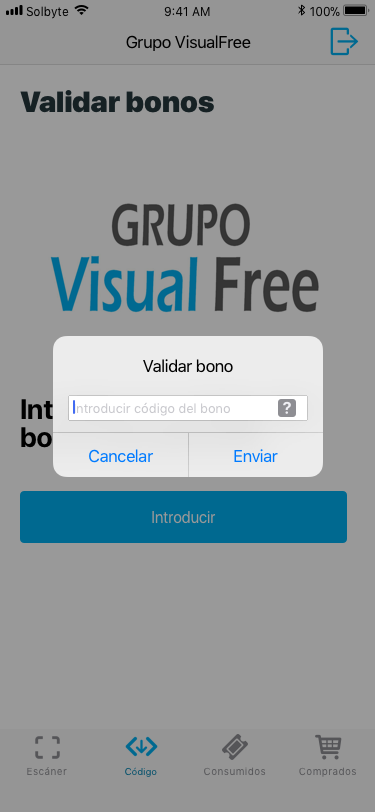 Solbyte 9:41 AM 100%
Grupo VisualFree
Validar bonos
GRUPO
Visual Free
Validar bono
Introducir código del bono ?
Int
bo
Cancelar Enviar
Introducir
Escáner Código Consumidos Comprados